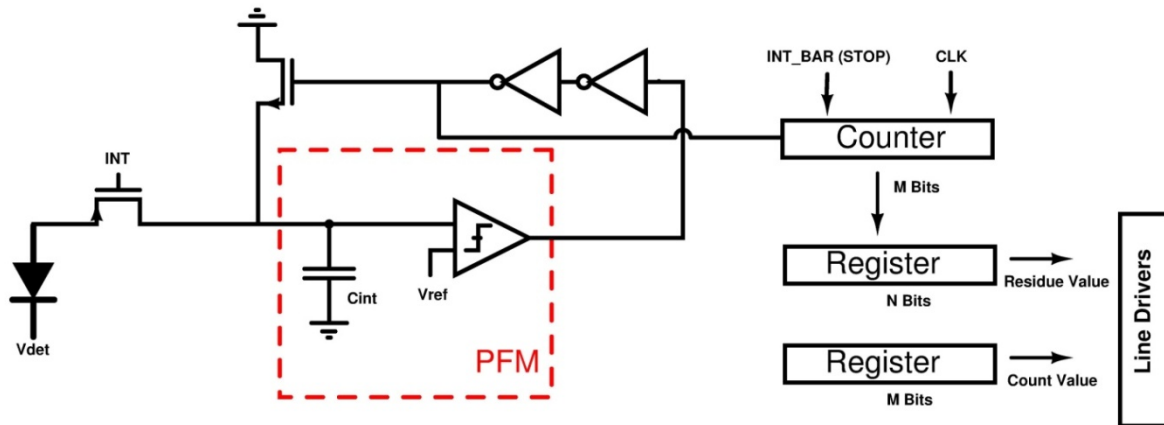 INT_BAR (STOP) CLK
Counter
INT
M Bits
Register
Residue Value
N Bits
Cint
Vref
Vdet
PFM
Register
Count Value
M Bits
Line Drivers